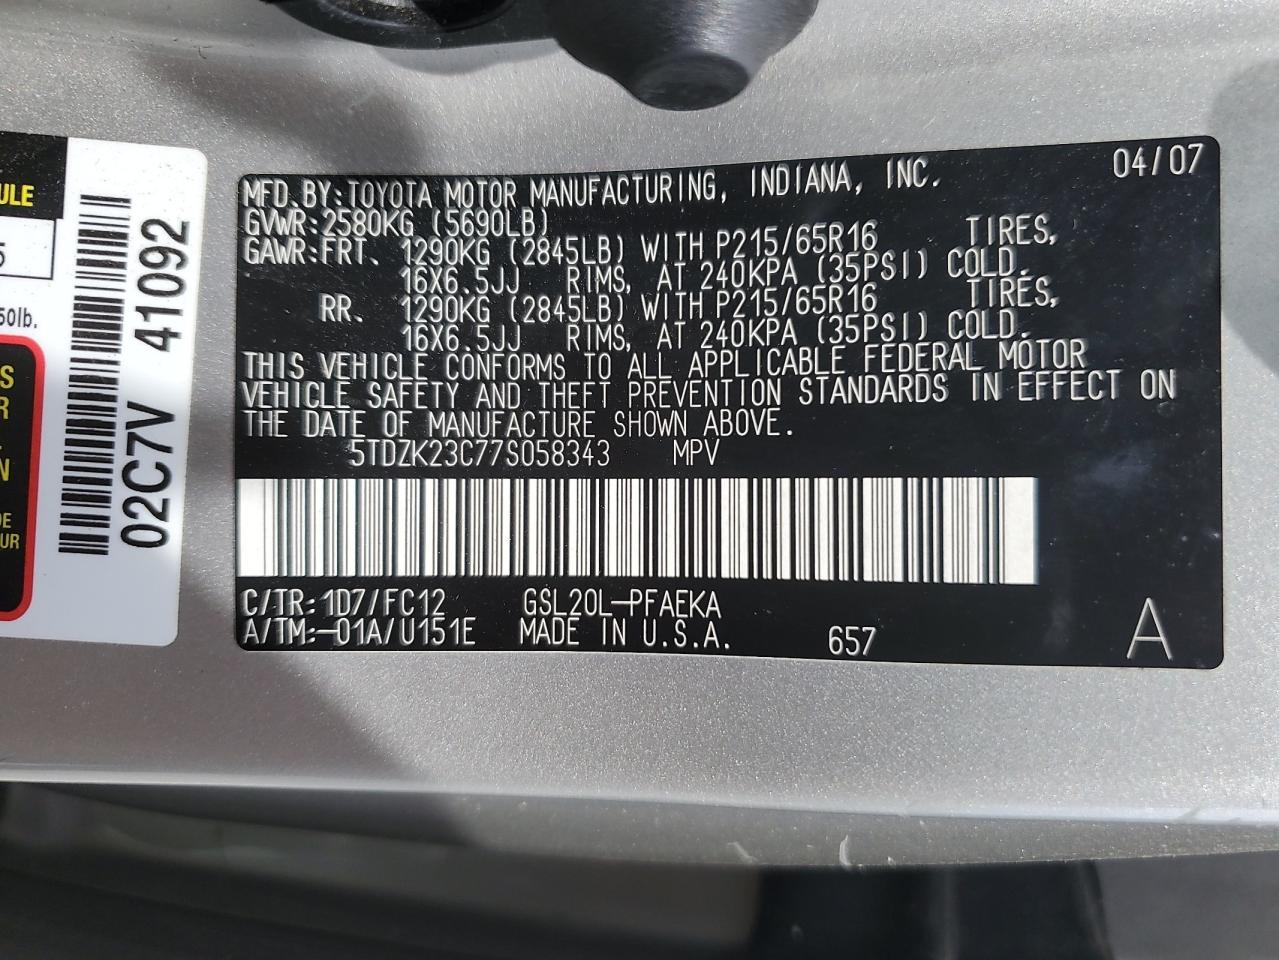 MFD.BY:TOYOTA MOTOR MANUFACTURING, INDIANA, INC. 04/07
GVWR:2580KG (5690LB)
GAWR:FRT. 1290KG (2845LB) WITH P215/65R16 TIRES,
16X6.5JJ RIMS, AT 240KPA (35PSI) COLD.
RR. 1290KG (2845LB) WITH P215/65R16 TIRES,
16X6.5JJ RIMS, AT 240KPA (35PSI) COLD.
THIS VEHICLE CONFORMS TO ALL APPLICABLE FEDERAL MOTOR
VEHICLE SAFETY AND THEFT PREVENTION STANDARDS IN EFFECT ON
THE DATE OF MANUFACTURE SHOWN ABOVE.
5TDZK23C77S058343 MPV
C/TR:1D7/FC12 GSL20L-PFAEKA
A/TM:-01A/U151E MADE IN U.S.A. 657 A
02C7V 41092
ULE
5
50lb.
S
R
N
DE
UR